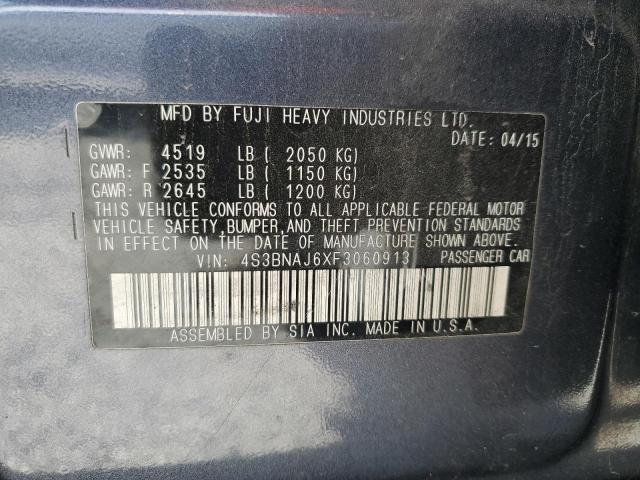 MFD BY FUJI HEAVY INDUSTRIES LTD.
DATE: 04/15
GVWR: 4519 LB ( 2050 KG)
GAWR: F 2535 LB ( 1150 KG)
GAWR: R 2645 LB ( 1200 KG)
THIS VEHICLE CONFORMS TO ALL APPLICABLE FEDERAL MOTOR
VEHICLE SAFETY, BUMPER, AND THEFT PREVENTION STANDARDS
IN EFFECT ON THE DATE OF MANUFACTURE SHOWN ABOVE.
VIN: 4S3BNAJ6XF3060913 PASSENGER CAR
ASSEMBLED BY SIA INC. MADE IN U.S.A.